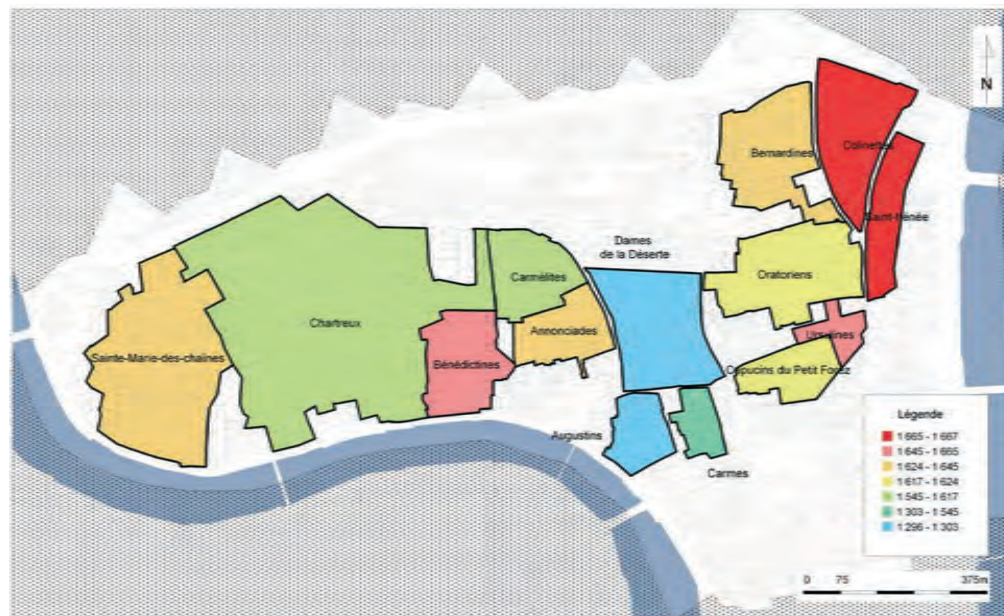 N
Bernardines
Colinettes
Saint-Hénée
Dames
de la Déserte
Carmélites
Oratoriens
Chartreux
Annonciades
Ursulines
Sainte-Marie-des-chaînes
Bénédictines
Capucins du Petit Forez
Augustins
Carmes
Légende
1 665 - 1 667
1 645 - 1 665
1 624 - 1 645
1 617 - 1 624
1 545 - 1 617
1 303 - 1 545
1 296 - 1 303
0 75 375m